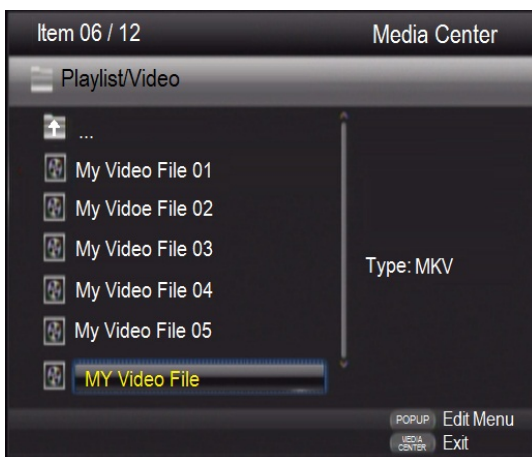 Item 06 / 12 Media Center
Playlist/Video
...
My Video File 01
My Vidoe File 02
My Video File 03
My Video File 04
My Video File 05
MY Video File
Type: MKV
POPUP Edit Menu
MEDIA CENTER Exit